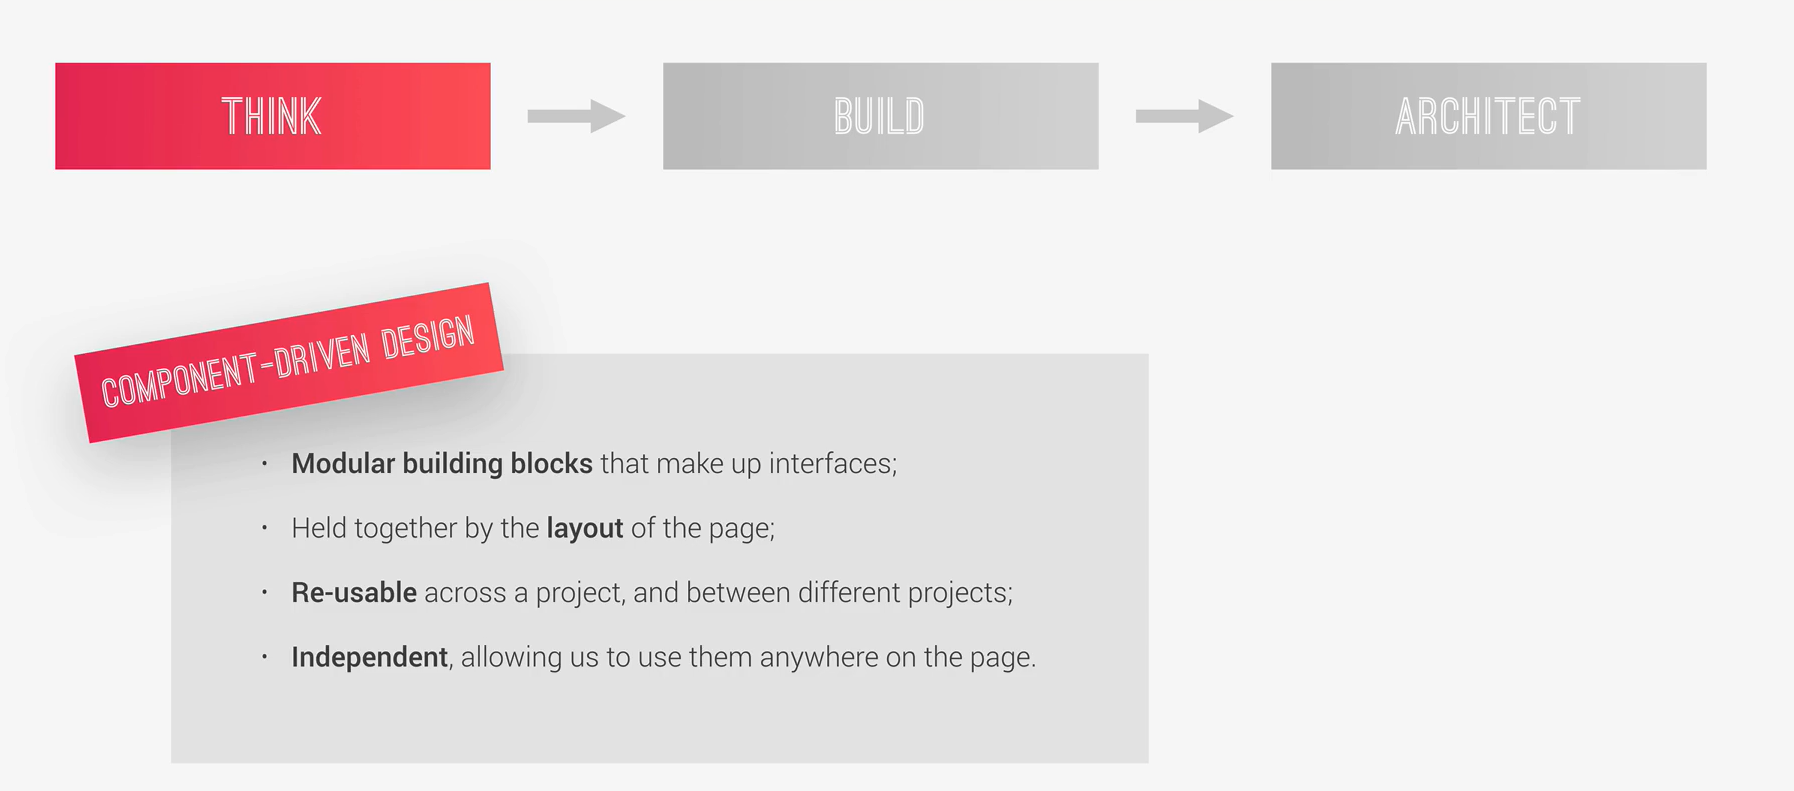 THINK
BUILD
ARCHITECT
COMPONENT-DRIVEN DESIGN
• Modular building blocks that make up interfaces;
• Held together by the layout of the page;
• Re-usable across a project, and between different projects;
• Independent, allowing us to use them anywhere on the page.